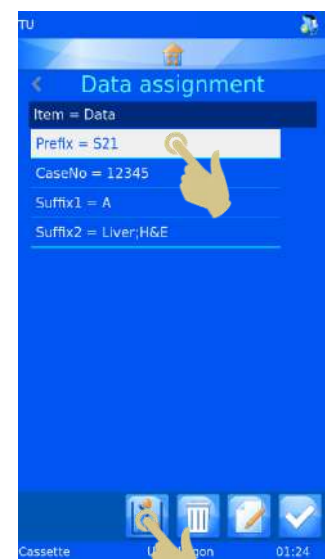 TU
Data assignment
Item = Data
Prefix = S21
CaseNo = 12345
Suffix1 = A
Suffix2 = Liver;H&E
Cassette
01:24